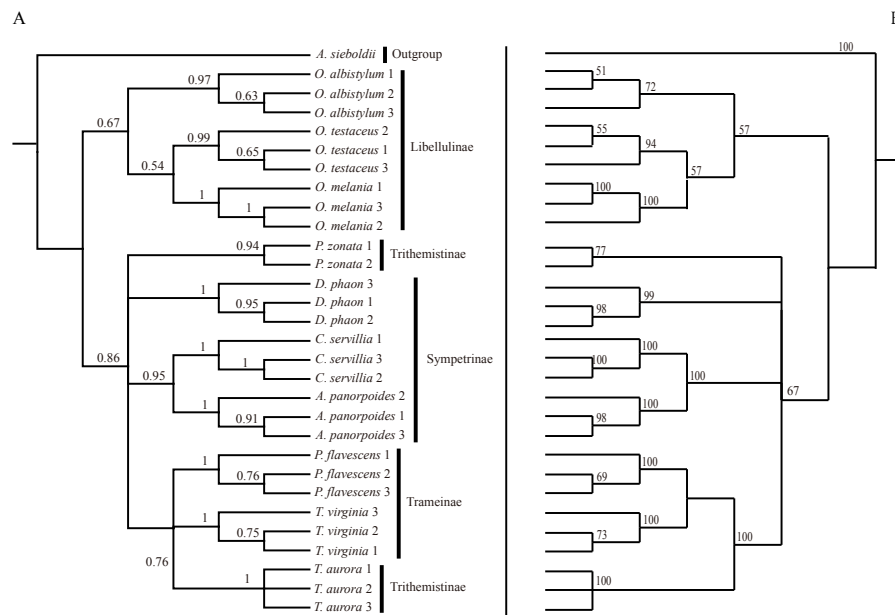 A
B
A. sieboldii
Outgroup
100
O. albistylum 1
0.97
51
O. albistylum 2
0.63
72
O. albistylum 3
0.67
O. testaceus 2
0.99
55
57
Libellulinae
O. testaceus 1
0.65
94
O. testaceus 3
0.54
57
O. melania 1
1
100
O. melania 3
1
100
O. melania 2
P. zonata 1
0.94
77
Trithemistinae
P. zonata 2
D. phaon 3
1
99
D. phaon 1
0.95
98
D. phaon 2
C. servillia 1
1
100
Sympetrinae
C. servillia 3
0.86
1
100
C. servillia 2
0.95
100
A. panorpoides 2
1
100
67
A. panorpoides 1
0.91
98
A. panorpoides 3
P. flavescens 1
1
100
P. flavescens 2
0.76
69
P. flavescens 3
Trameinae
T. virginia 3
1
100
T. virginia 2
0.75
73
T. virginia 1
100
0.76
T. aurora 1
1
100
T. aurora 2
Trithemistinae
T. aurora 3